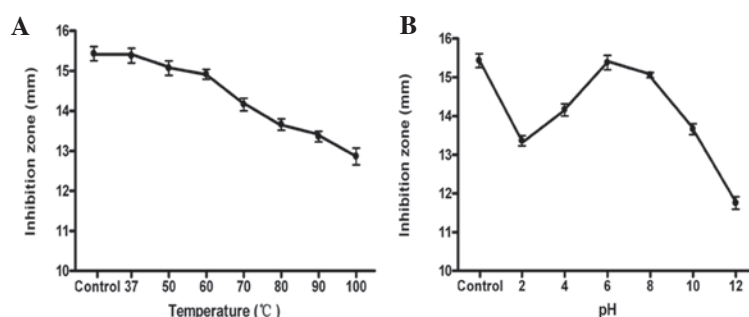 A
16
15
14
13
12
11
10
Inhibition zone (mm)
Control 37 50 60 70 80 90 100
Temperature (℃)
B
16
15
14
13
12
11
10
Inhibition zone (mm)
Control 2 4 6 8 10 12
pH